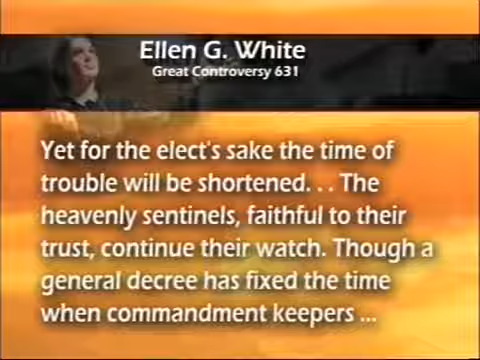 Ellen G. White
Great Controversy 631
Yet for the elect's sake the time of
trouble will be shortened. . . The
heavenly sentinels, faithful to their
trust, continue their watch. Though a
general decree has fixed the time
when commandment keepers ...